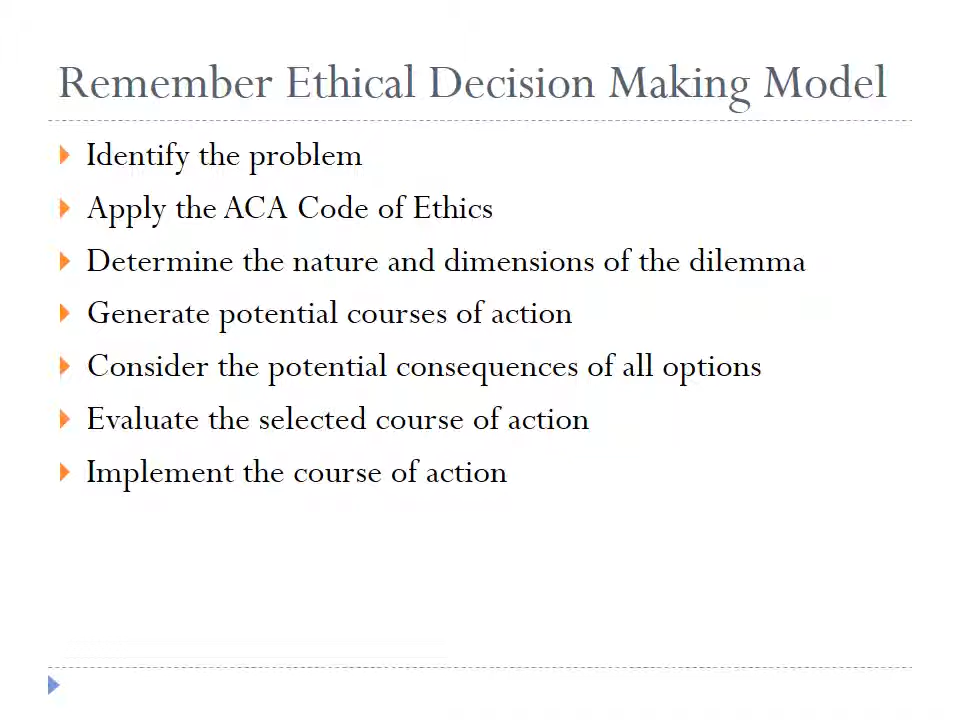 Remember Ethical Decision Making Model
Identify the problem
Apply the ACA Code of Ethics
Determine the nature and dimensions of the dilemma
Generate potential courses of action
Consider the potential consequences of all options
Evaluate the selected course of action
Implement the course of action